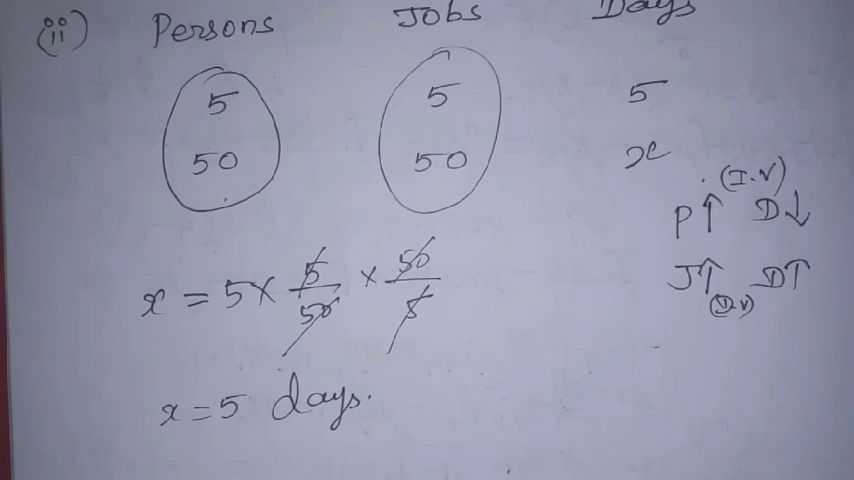 (ii) Persons Jobs Days
5 5 5
50 50 x
(I.V)
P↑ D↓
J↑ D↑
(D.V)
x = 5 × 5/50 × 50/5
x = 5 days.